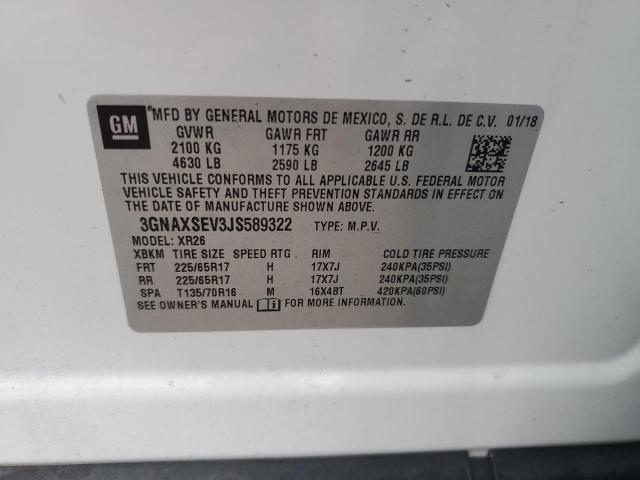 GM
*MFD BY GENERAL MOTORS DE MEXICO, S. DE R.L. DE C.V. 01/18
GVWR GAWR FRT GAWR RR
2100 KG 1175 KG 1200 KG
4630 LB 2590 LB 2645 LB
THIS VEHICLE CONFORMS TO ALL APPLICABLE U.S. FEDERAL MOTOR
VEHICLE SAFETY AND THEFT PREVENTION STANDARDS IN EFFECT ON
THE DATE OF MANUFACTURE SHOWN ABOVE.
3GNAXSEV3JS589322 TYPE: M.P.V.
MODEL: XR26
XBKM TIRE SIZE SPEED RTG. RIM COLD TIRE PRESSURE
FRT 225/65R17 H 17X7J 240KPA(35PSI)
RR 225/65R17 H 17X7J 240KPA(35PSI)
SPA T135/70R16 M 16X4BT 420KPA(60PSI)
SEE OWNER'S MANUAL FOR MORE INFORMATION.